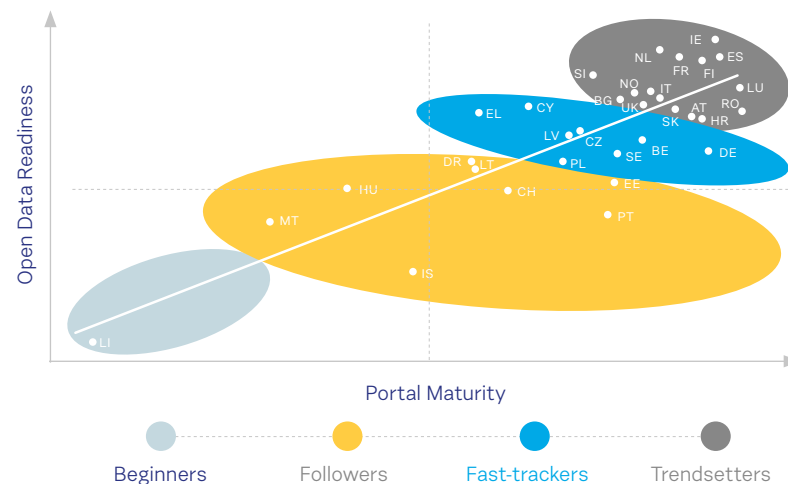 Open Data Readiness
IE
NL
ES
FR
FI
SI
NO
IT
LU
BG
UK
AT
RO
SK
HR
EL
CY
LV
CZ
BE
SE
DE
DR
LT
PL
EE
HU
CH
MT
PT
IS
LI
Portal Maturity
Beginners
Followers
Fast-trackers
Trendsetters